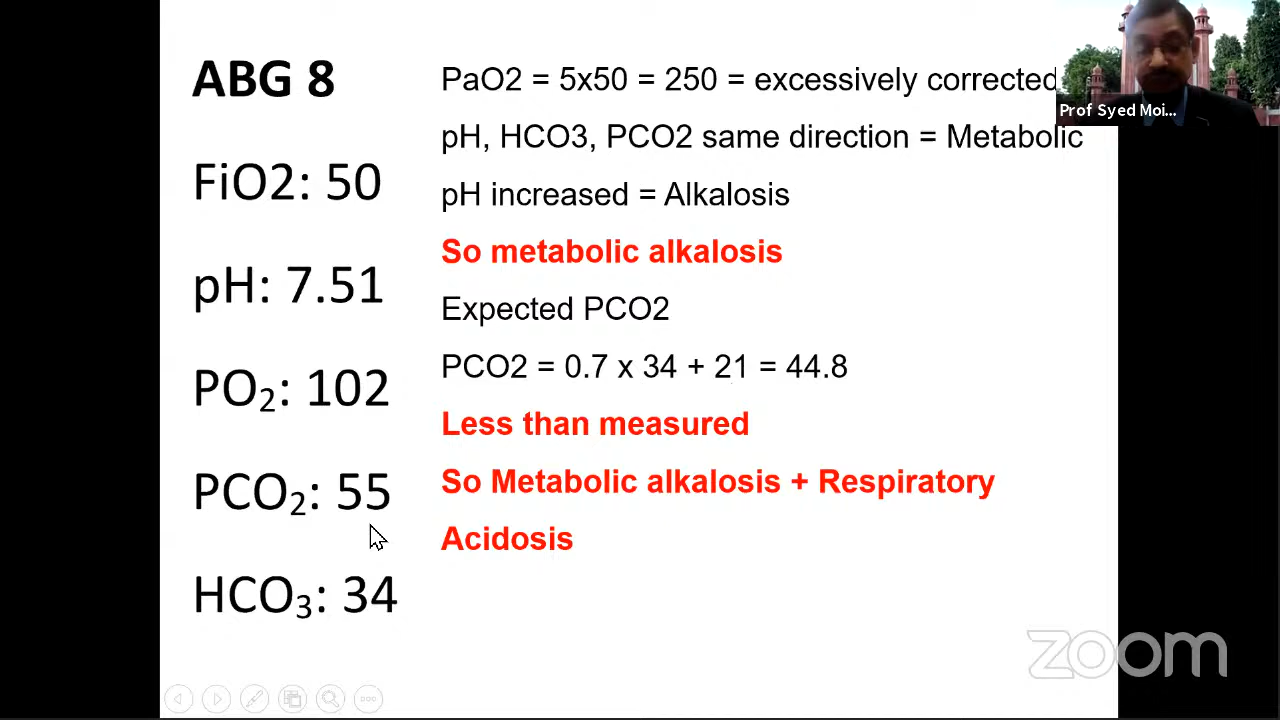 ABG 8
FiO2: 50
pH: 7.51
PO₂: 102
PCO₂: 55
HCO₃: 34
PaO2 = 5x50 = 250 = excessively corrected
pH, HCO3, PCO2 same direction = Metabolic
pH increased = Alkalosis
So metabolic alkalosis
Expected PCO2
PCO2 = 0.7 x 34 + 21 = 44.8
Less than measured
So Metabolic alkalosis + Respiratory
Acidosis
Prof Syed Moi...
zoom